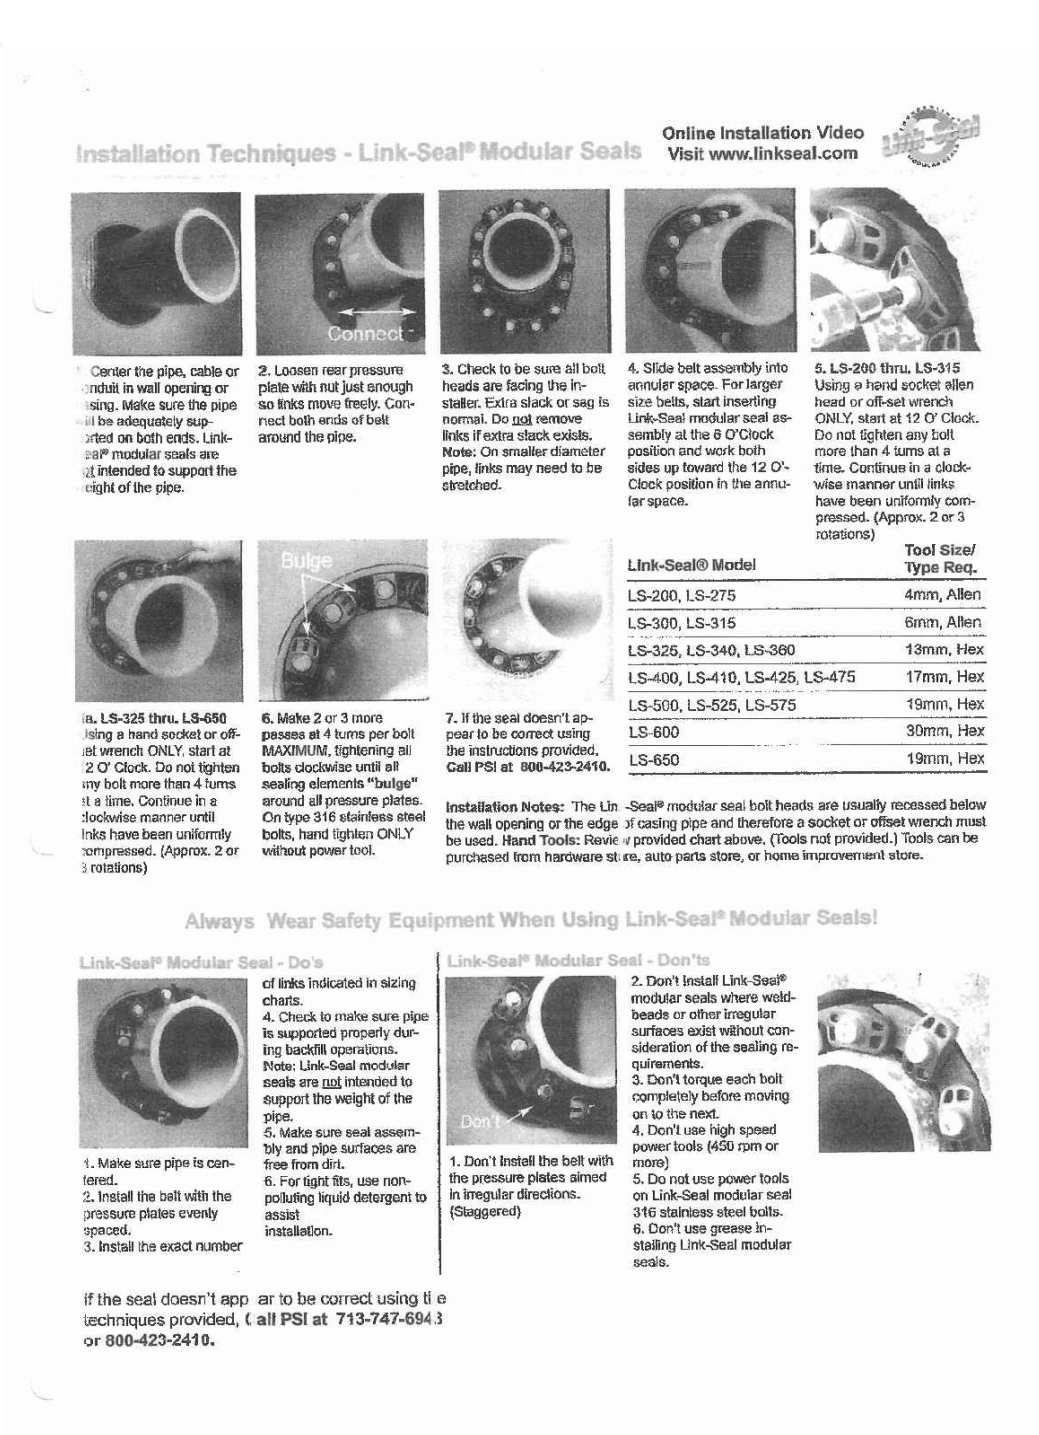 Online Installation Video
Installation Techniques - Link-Seal® Modular Seals
Visit www.linkseal.com
Link-Seal
MODULAR SEALS
Connect
Center the pipe, cable or
nduit in wall opening or
sing. Make sure the pipe
ll be adequately sup-
rted on both ends. Link-
eal® modular seals are
t intended to support the
eight of the pipe.
2. Loosen rear pressure
plate with nut just enough
so links move freely. Con-
nect both ends of belt
around the pipe.
3. Check to be sure all bolt
heads are facing the in-
staller. Extra slack or sag is
normal. Do not remove
links if extra slack exists.
Note: On smaller diameter
pipe, links may need to be
stretched.
4. Slide belt assembly into
annular space. For larger
size belts, start inserting
Link-Seal modular seal as-
sembly at the 6 O'Clock
position and work both
sides up toward the 12 O'-
Clock position in the annu-
lar space.
5. LS-200 thru. LS-315
Using a hand socket allen
head or off-set wrench
ONLY, start at 12 O' Clock.
Do not tighten any bolt
more than 4 turns at a
time. Continue in a clock-
wise manner until links
have been uniformly com-
pressed. (Approx. 2 or 3
rotations)
Bulge
Link-Seal® Model Tool Size/
Type Req.
LS-200, LS-275 4mm, Allen
LS-300, LS-315 6mm, Allen
LS-325, LS-340, LS-360 13mm, Hex
LS-400, LS-410, LS-425, LS-475 17mm, Hex
LS-500, LS-525, LS-575 19mm, Hex
LS-600 30mm, Hex
LS-650 19mm, Hex
a. LS-325 thru. LS-650
Using a hand socket or off-
set wrench ONLY, start at
2 O' Clock. Do not tighten
any bolt more than 4 turns
at a time. Continue in a
clockwise manner until
links have been uniformly
compressed. (Approx. 2 or
3 rotations)
6. Make 2 or 3 more
passes at 4 turns per bolt
MAXIMUM, tightening all
bolts clockwise until all
sealing elements "bulge"
around all pressure plates.
On type 316 stainless steel
bolts, hand tighten ONLY
without power tool.
7. If the seal doesn't ap-
pear to be correct using
the instructions provided,
Call PSI at 800-423-2410.
Installation Notes: The Lin -Seal® modular seal bolt heads are usually recessed below
the wall opening or the edge of casing pipe and therefore a socket or offset wrench must
be used. Hand Tools: Review provided chart above. (Tools not provided.) Tools can be
purchased from hardware store, auto parts store, or home improvement store.
Always Wear Safety Equipment When Using Link-Seal® Modular Seals!
Link-Seal® Modular Seal - Do's
1. Make sure pipe is cen-
tered.
2. Install the belt with the
pressure plates evenly
spaced.
3. Install the exact number
of links indicated in sizing
charts.
4. Check to make sure pipe
is supported properly dur-
ing backfill operations.
Note: Link-Seal modular
seals are not intended to
support the weight of the
pipe.
5. Make sure seal assem-
bly and pipe surfaces are
free from dirt.
6. For tight fits, use non-
polluting liquid detergent to
assist
installation.
Link-Seal® Modular Seal - Don'ts
Don't
1. Don't Install the belt with
the pressure plates aimed
in irregular directions.
(Staggered)
2. Don't Install Link-Seal®
modular seals where weld-
beads or other irregular
surfaces exist without con-
sideration of the sealing re-
quirements.
3. Don't torque each bolt
completely before moving
on to the next.
4. Don't use high speed
power tools (450 rpm or
more)
5. Do not use power tools
on Link-Seal modular seal
316 stainless steel bolts.
6. Don't use grease in-
stalling Link-Seal modular
seals.
If the seal doesn't app ar to be correct using t e
techniques provided, Call PSI at 713-747-6948
or 800-423-2410.